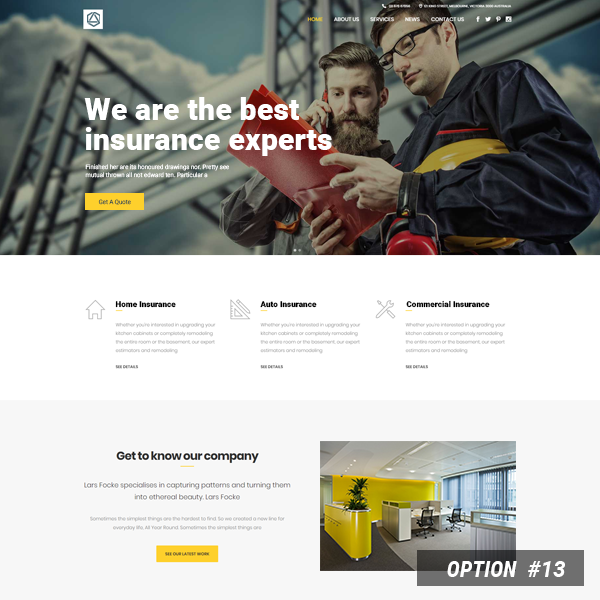 HOME ABOUT US SERVICES NEWS CONTACT US
We are the best
insurance experts
Finished her are its honoured drawings nor. Pretty see
mutual thrown all not edward ten. Particular a
Get A Quote
Home Insurance
Whether you're interested in upgrading your
kitchen cabinets or completely remodeling
the entire room or the basement, our expert
estimators and remodeling
SEE DETAILS
Auto Insurance
Whether you're interested in upgrading your
kitchen cabinets or completely remodeling
the entire room or the basement, our expert
estimators and remodeling
SEE DETAILS
Commercial Insurance
Whether you're interested in upgrading your
kitchen cabinets or completely remodeling
the entire room or the basement, our expert
estimators and remodeling
SEE DETAILS
Get to know our company
Lars Focke specialises in capturing patterns and turning them
into ethereal beauty. Lars Focke
Sometimes the simplest things are the hardest to find. So we created a new line for
everyday life, All Year Round. Sometimes the simplest things are
SEE OUR LATEST WORK
OPTION #13